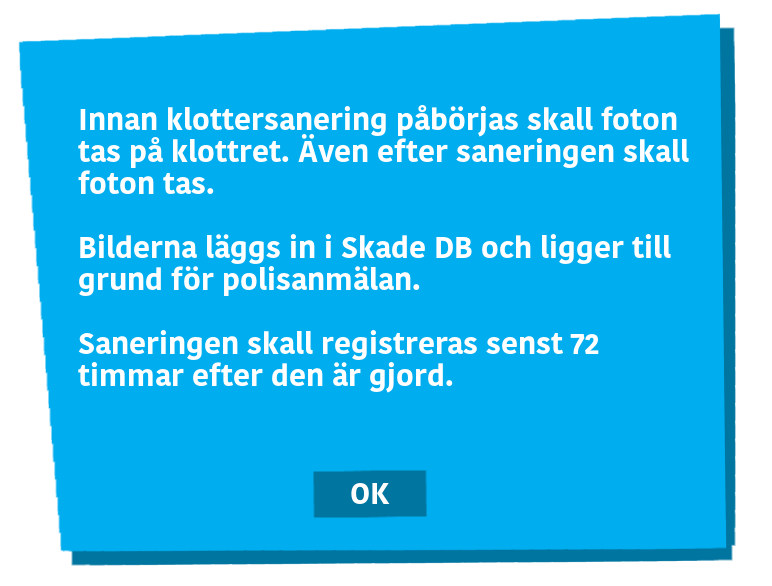 Innan klottersanering påbörjas skall foton
tas på klottret. Även efter saneringen skall
foton tas.
Bilderna läggs in i Skade DB och ligger till
grund för polisanmälan.
Saneringen skall registreras senst 72
timmar efter den är gjord.
OK